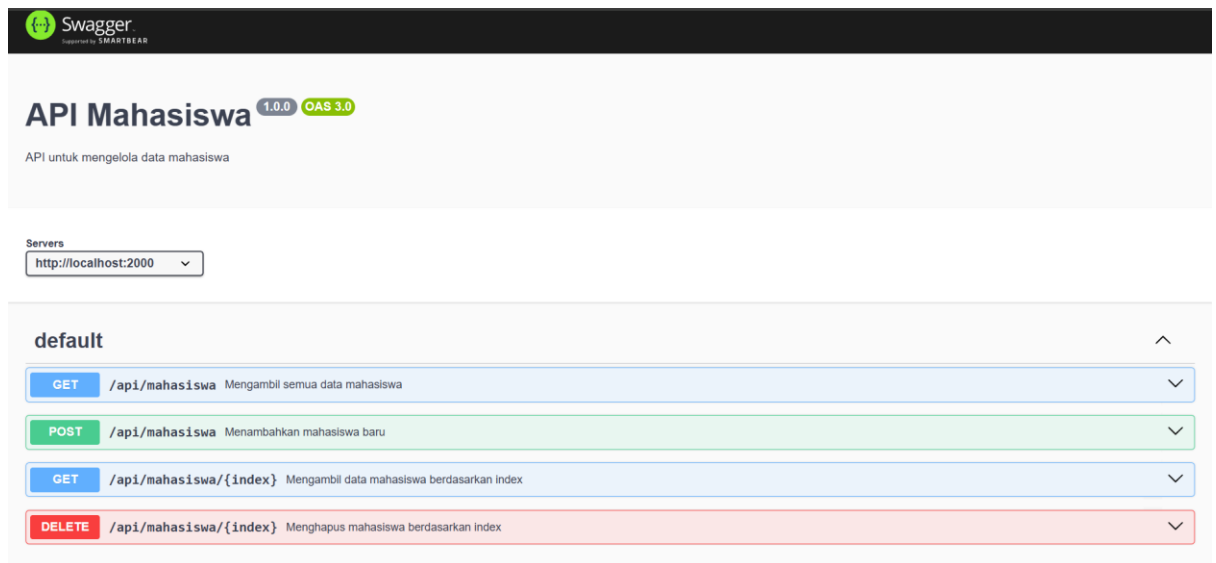 Swagger.
Supported by SMARTBEAR
API Mahasiswa 1.0.0 OAS 3.0
API untuk mengelola data mahasiswa
Servers
http://localhost:2000
default
GET /api/mahasiswa Mengambil semua data mahasiswa
POST /api/mahasiswa Menambahkan mahasiswa baru
GET /api/mahasiswa/{index} Mengambil data mahasiswa berdasarkan index
DELETE /api/mahasiswa/{index} Menghapus mahasiswa berdasarkan index